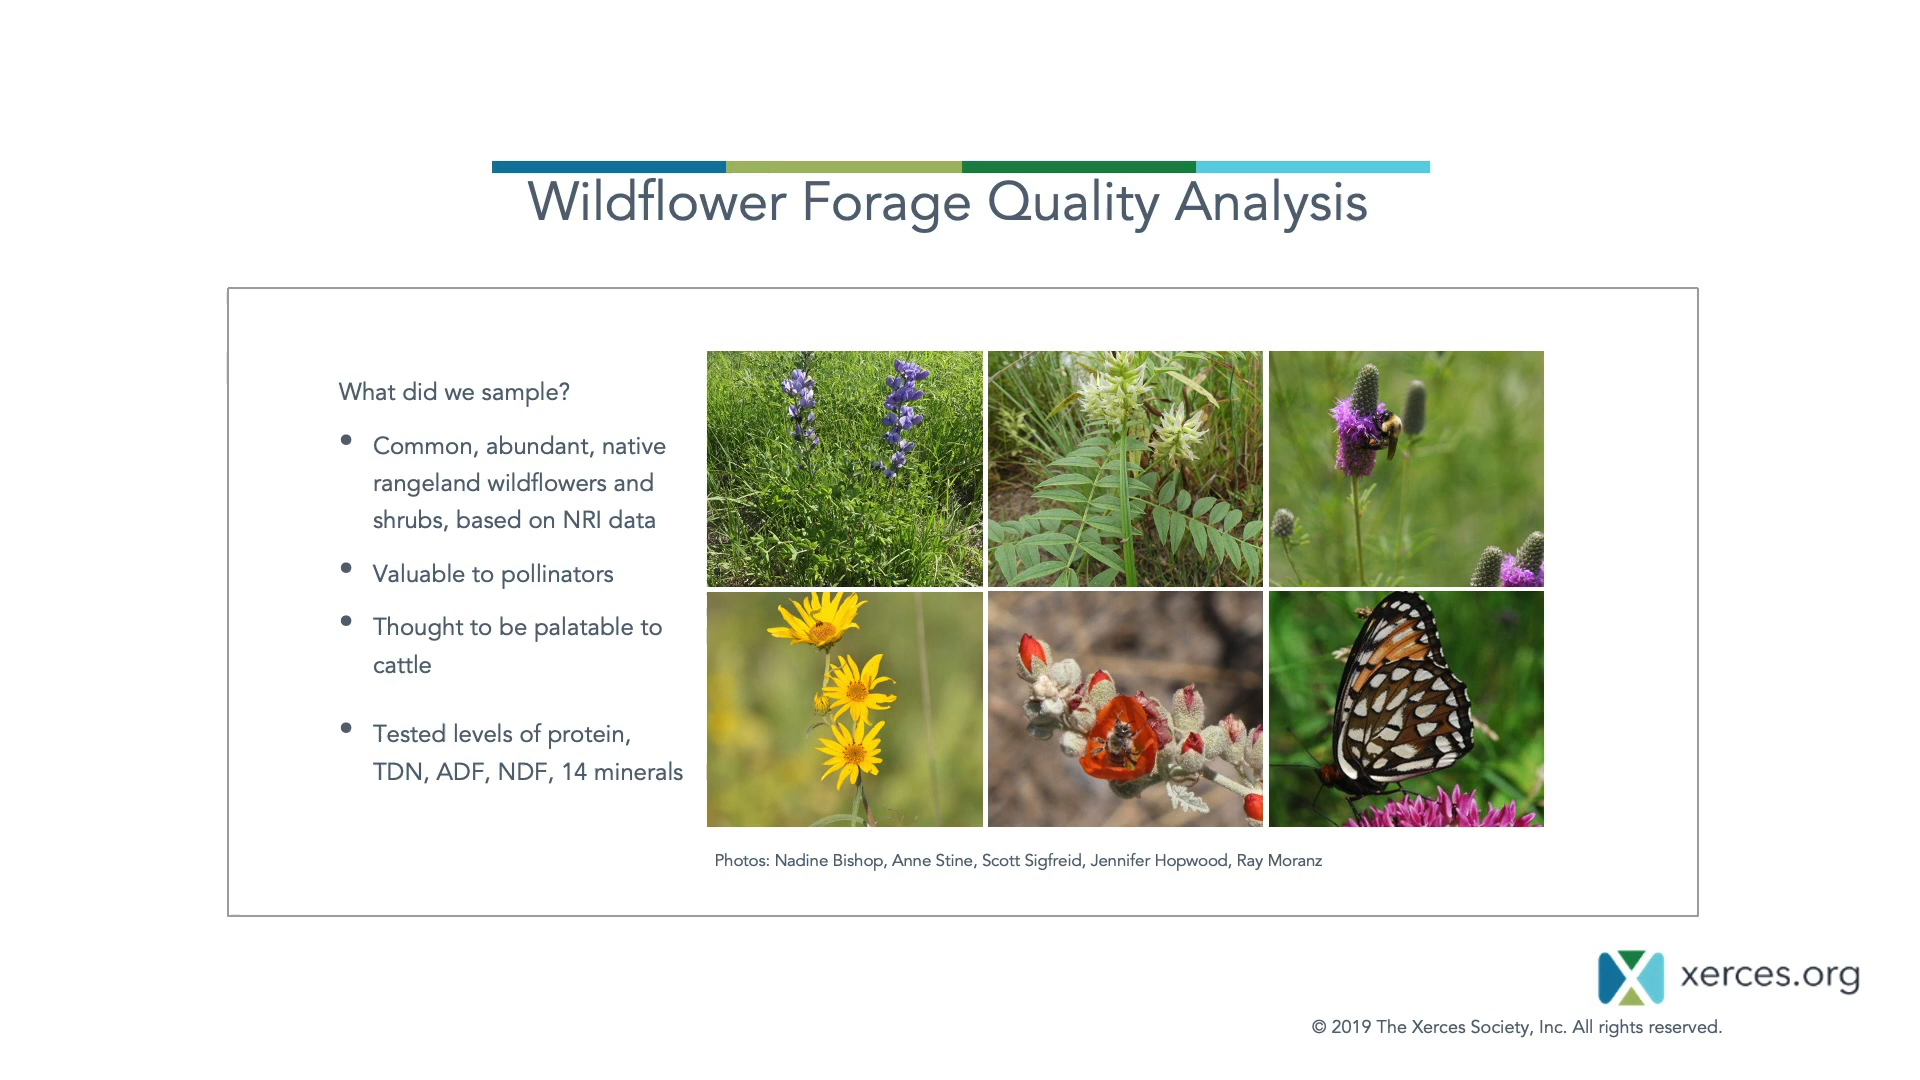 Wildflower Forage Quality Analysis
What did we sample?
• Common, abundant, native
rangeland wildflowers and
shrubs, based on NRI data
• Valuable to pollinators
• Thought to be palatable to
cattle
• Tested levels of protein,
TDN, ADF, NDF, 14 minerals
Photos: Nadine Bishop, Anne Stine, Scott Sigfreid, Jennifer Hopwood, Ray Moranz
xerces.org
© 2019 The Xerces Society, Inc. All rights reserved.